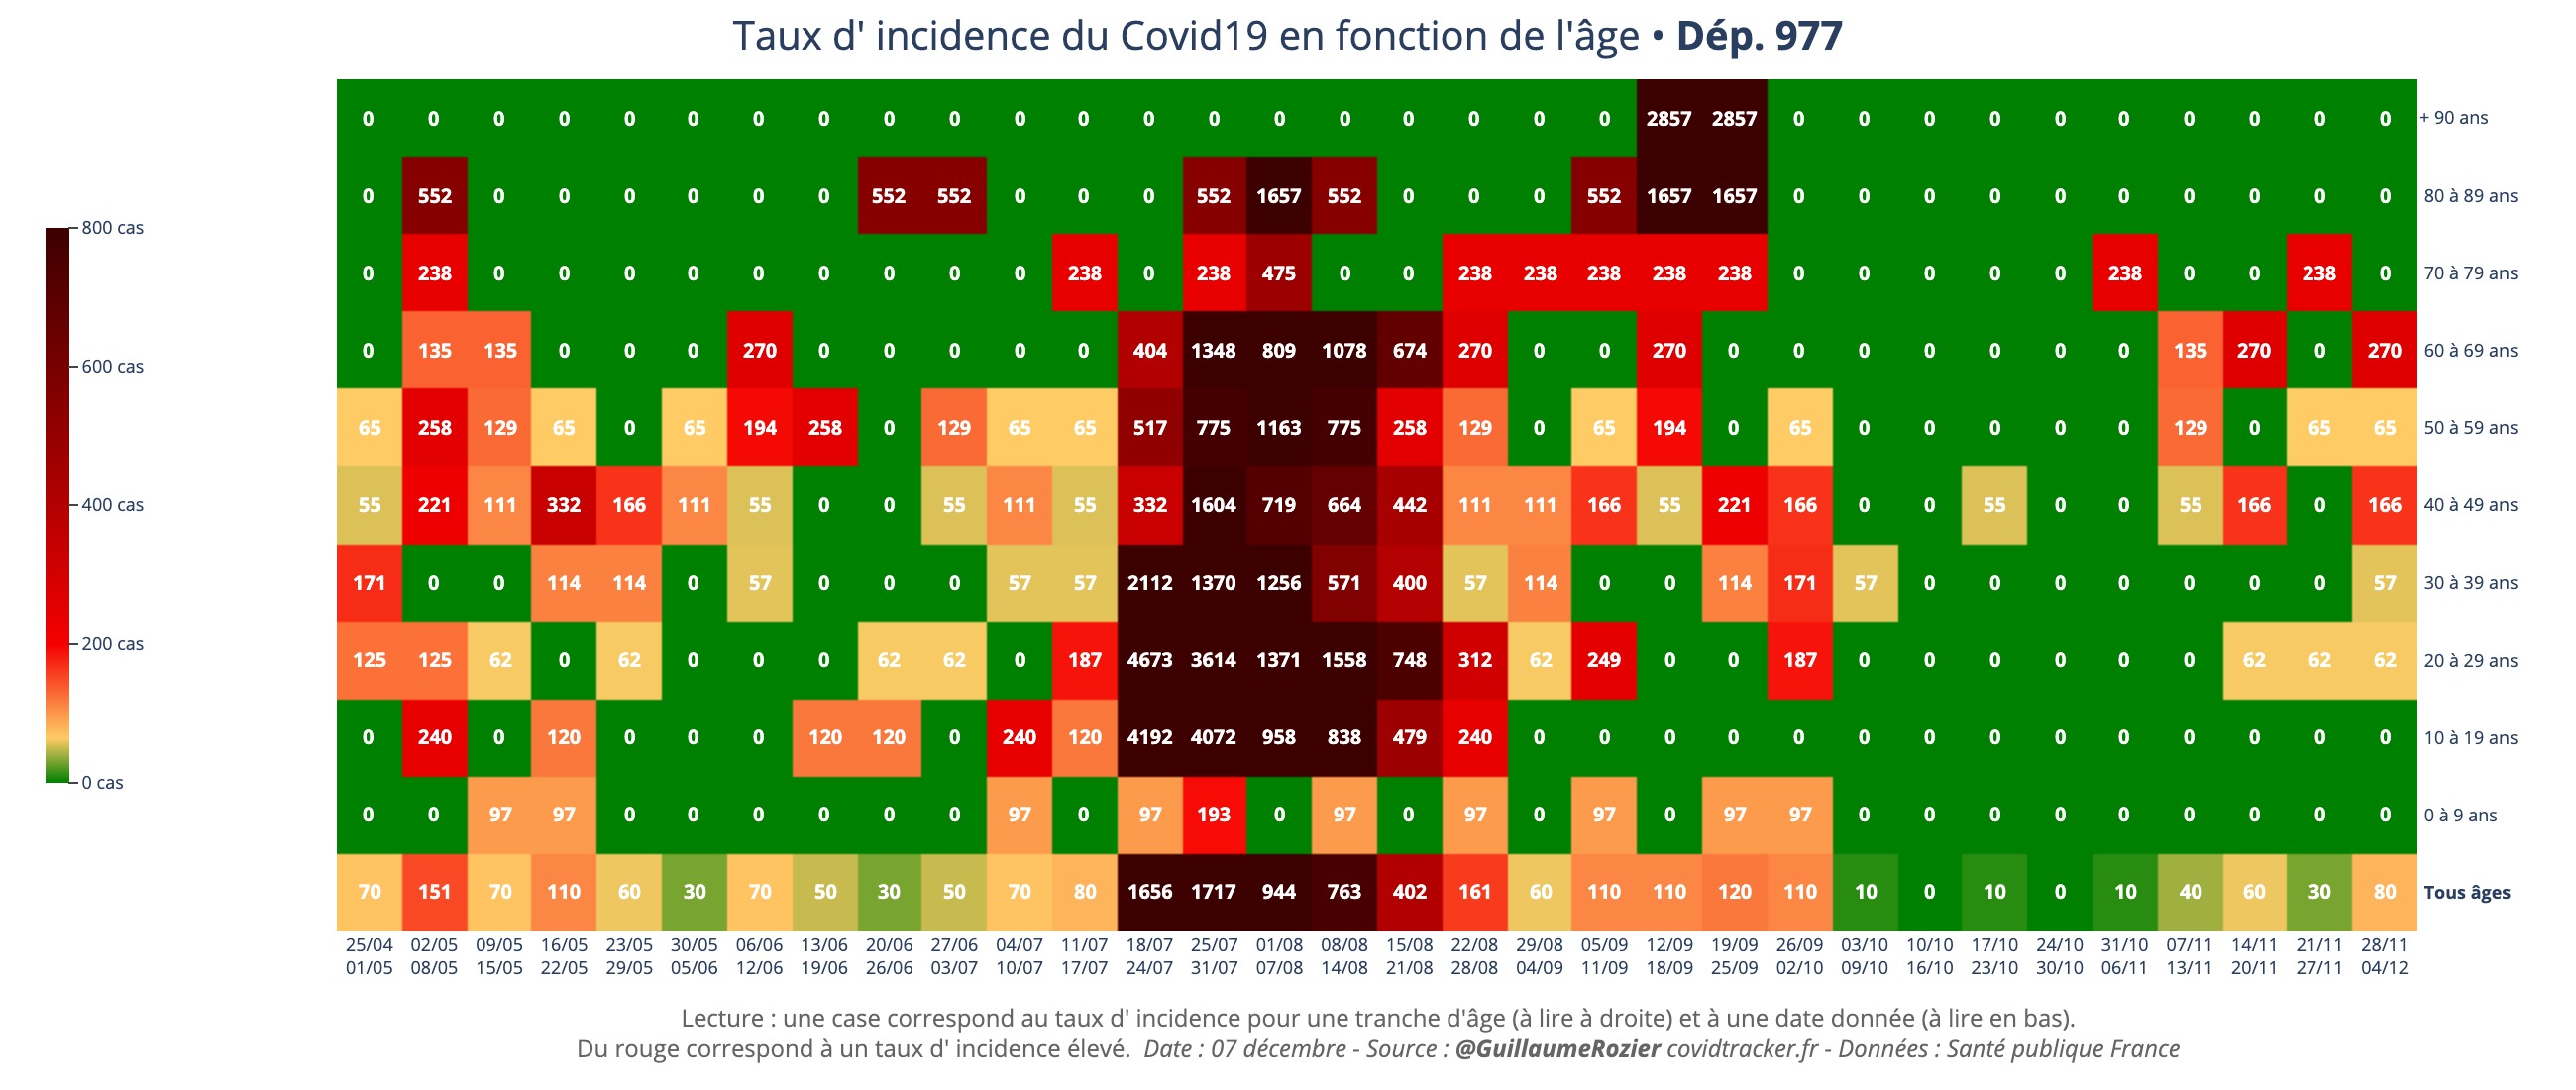 Taux d' incidence du Covid19 en fonction de l'âge • Dép. 977
0 0 0 0 0 0 0 0 0 0 0 0 0 0 0 0 0 0 0 0 2857 2857 0 0 0 0 0 0 0 0 0 0 + 90 ans
0 552 0 0 0 0 0 0 552 552 0 0 0 552 1657 552 0 0 0 552 1657 1657 0 0 0 0 0 0 0 0 0 0 80 à 89 ans
800 cas
0 238 0 0 0 0 0 0 0 0 0 238 0 238 475 0 0 238 238 238 238 238 0 0 0 0 0 238 0 0 238 0 70 à 79 ans
0 135 135 0 0 0 270 0 0 0 0 0 404 1348 809 1078 674 270 0 0 270 0 0 0 0 0 0 0 135 270 0 270 60 à 69 ans
600 cas
65 258 129 65 0 65 194 258 0 129 65 65 517 775 1163 775 258 129 0 65 194 0 65 0 0 0 0 0 129 0 65 65 50 à 59 ans
400 cas
55 221 111 332 166 111 55 0 0 55 111 55 332 1604 719 664 442 111 111 166 55 221 166 0 0 55 0 0 55 166 0 166 40 à 49 ans
171 0 0 114 114 0 57 0 0 0 57 57 2112 1370 1256 571 400 57 114 0 0 114 171 57 0 0 0 0 0 0 0 57 30 à 39 ans
200 cas
125 125 62 0 62 0 0 0 62 62 0 187 4673 3614 1371 1558 748 312 62 249 0 0 187 0 0 0 0 0 0 62 62 62 20 à 29 ans
0 240 0 120 0 0 0 120 120 0 240 120 4192 4072 958 838 479 240 0 0 0 0 0 0 0 0 0 0 0 0 0 0 10 à 19 ans
0 cas
0 0 97 97 0 0 0 0 0 0 97 0 97 193 0 97 0 97 0 97 0 97 97 0 0 0 0 0 0 0 0 0 0 à 9 ans
70 151 70 110 60 30 70 50 30 50 70 80 1656 1717 944 763 402 161 60 110 110 120 110 10 0 10 0 10 40 60 30 80 Tous âges
25/04 02/05 09/05 16/05 23/05 30/05 06/06 13/06 20/06 27/06 04/07 11/07 18/07 25/07 01/08 08/08 15/08 22/08 29/08 05/09 12/09 19/09 26/09 03/10 10/10 17/10 24/10 31/10 07/11 14/11 21/11 28/11
01/05 08/05 15/05 22/05 29/05 05/06 12/06 19/06 26/06 03/07 10/07 17/07 24/07 31/07 07/08 14/08 21/08 28/08 04/09 11/09 18/09 25/09 02/10 09/10 16/10 23/10 30/10 06/11 13/11 20/11 27/11 04/12
Lecture : une case correspond au taux d' incidence pour une tranche d'âge (à lire à droite) et à une date donnée (à lire en bas).
Du rouge correspond à un taux d' incidence élevé. Date : 07 décembre - Source : @GuillaumeRozier covidtracker.fr - Données : Santé publique France